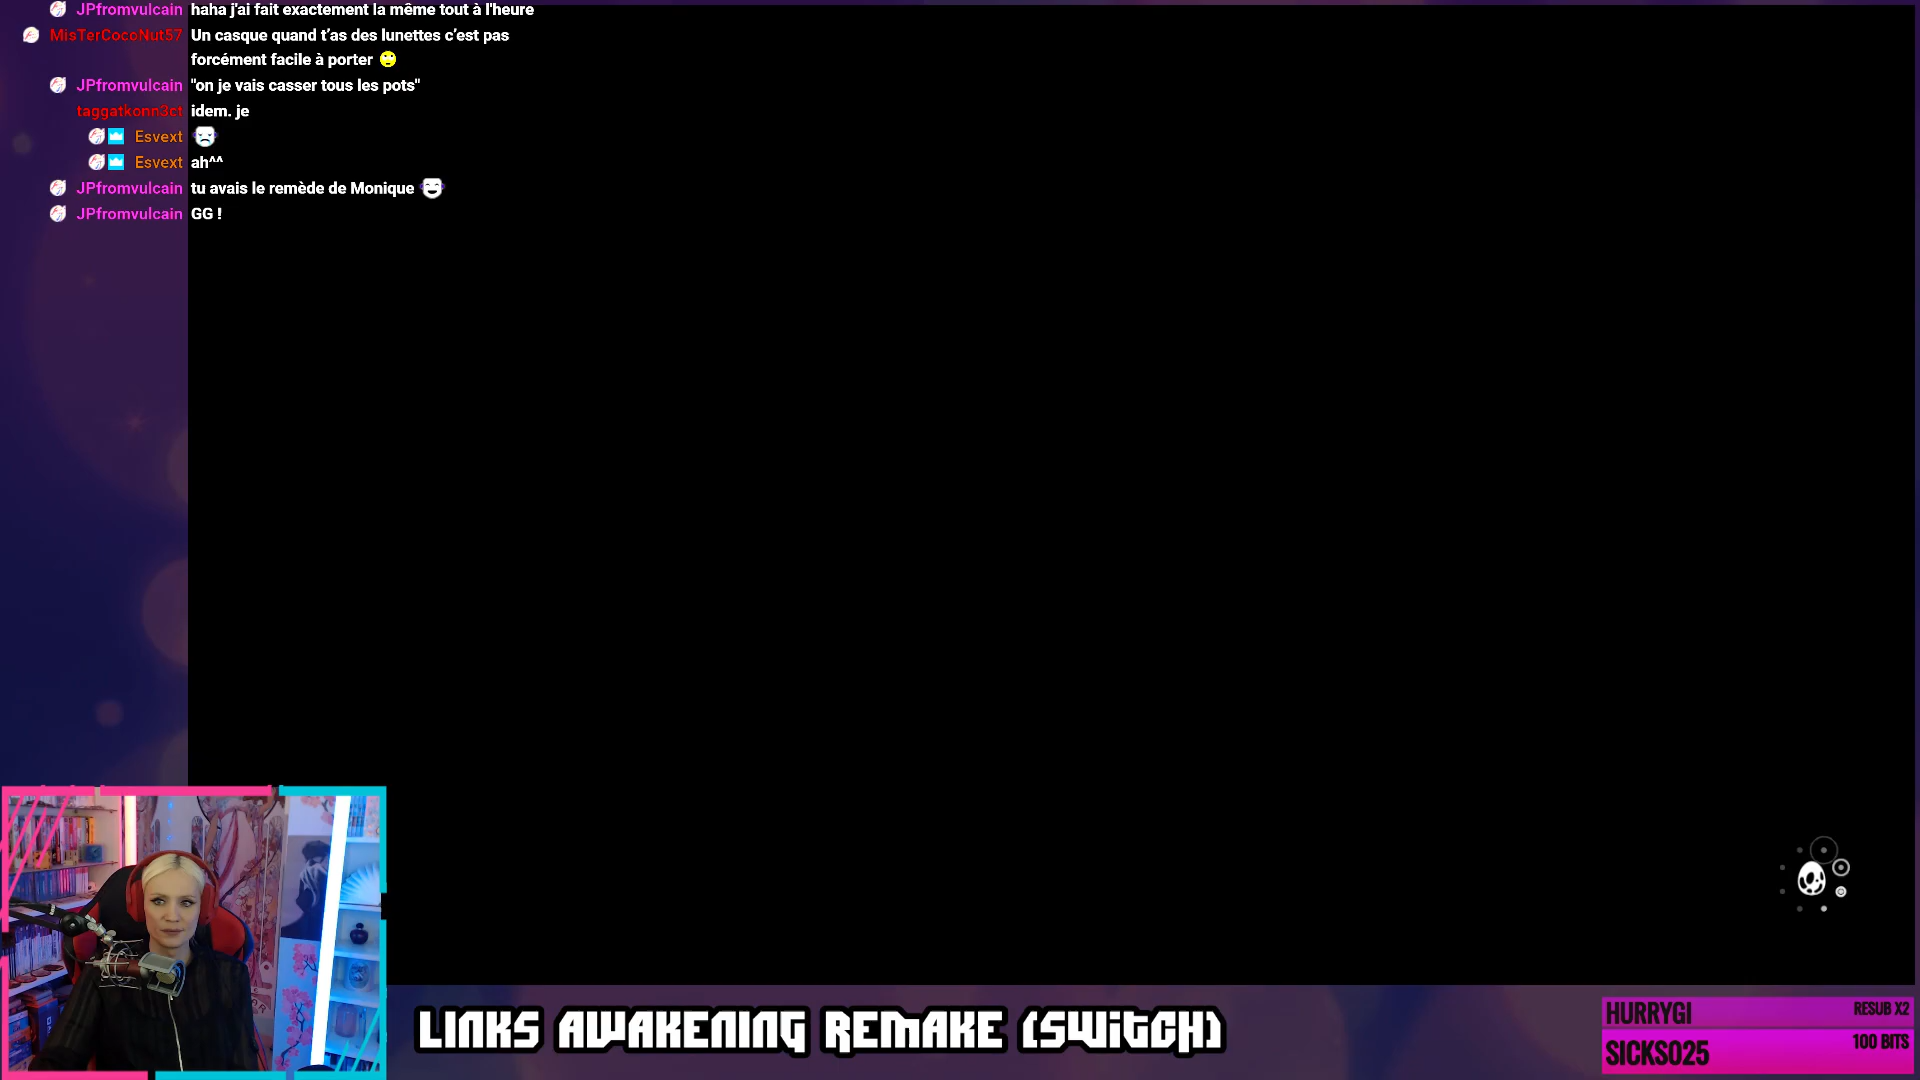 JPfromvulcain haha j'ai fait exactement la même tout à l'heure
MisTerCocoNut57 Un casque quand t’as des lunettes c’est pas
forcément facile à porter 🙄
JPfromvulcain "on je vais casser tous les pots"
taggatkonn3ct idem. je
Esvext
Esvext ah^^
JPfromvulcain tu avais le remède de Monique
JPfromvulcain GG !
LINKS AWAKENING REMAKE (SWITCH)
HURRYGI RESUB X2
SICKSO25 100 BITS